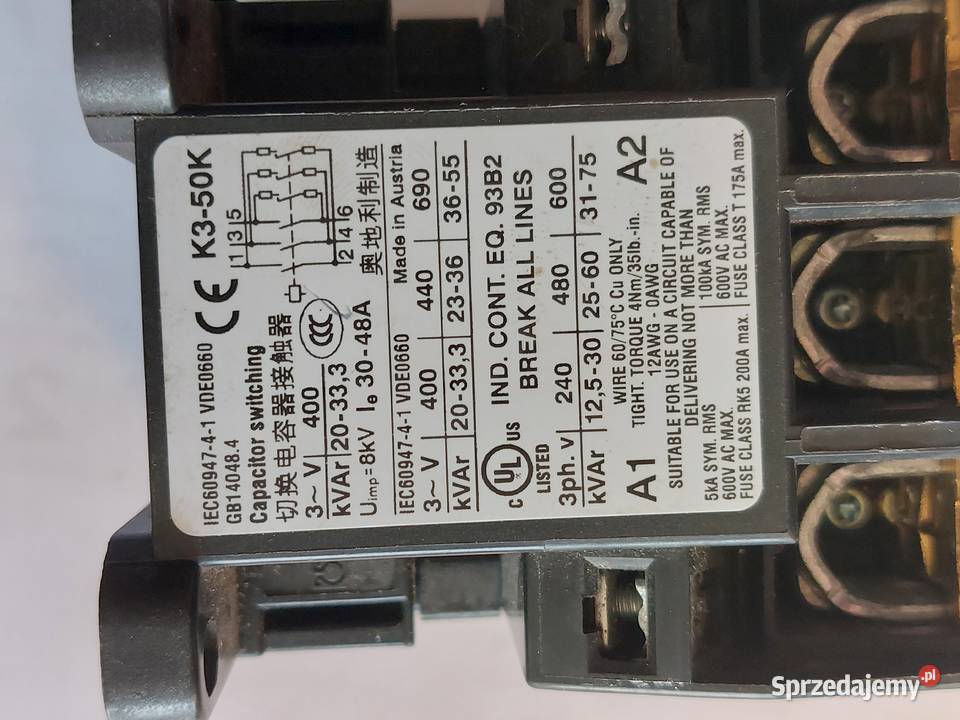 IEC60947-4-1 VDE0660
GB14048.4
CE K3-50K
Capacitor switching
切换电容器接触器
3~ V 400
kVAr 20-33,3
CCC
1 3 5
2 4 6
Uimp=8kV Ie 30-48A 奥地利制造
IEC60947-4-1 VDE0660 Made in Austria
3~ V 400 440 690
kVAr 20-33,3 23-36 36-55
C UL US
LISTED
IND. CONT. EQ. 93B2
BREAK ALL LINES
3ph. V 240 480 600
kVAr 12,5-30 25-60 31-75
A1
WIRE 60/75°C Cu ONLY
TIGHT. TORQUE 4Nm/35lb.-in.
12AWG - 0AWG
A2
SUITABLE FOR USE ON A CIRCUIT CAPABLE OF
DELIVERING NOT MORE THAN
5kA SYM. RMS
600V AC MAX.
FUSE CLASS RK5 200A max.
100kA SYM. RMS
600V AC MAX.
FUSE CLASS T 175A max.
Sprzedajemy.pl